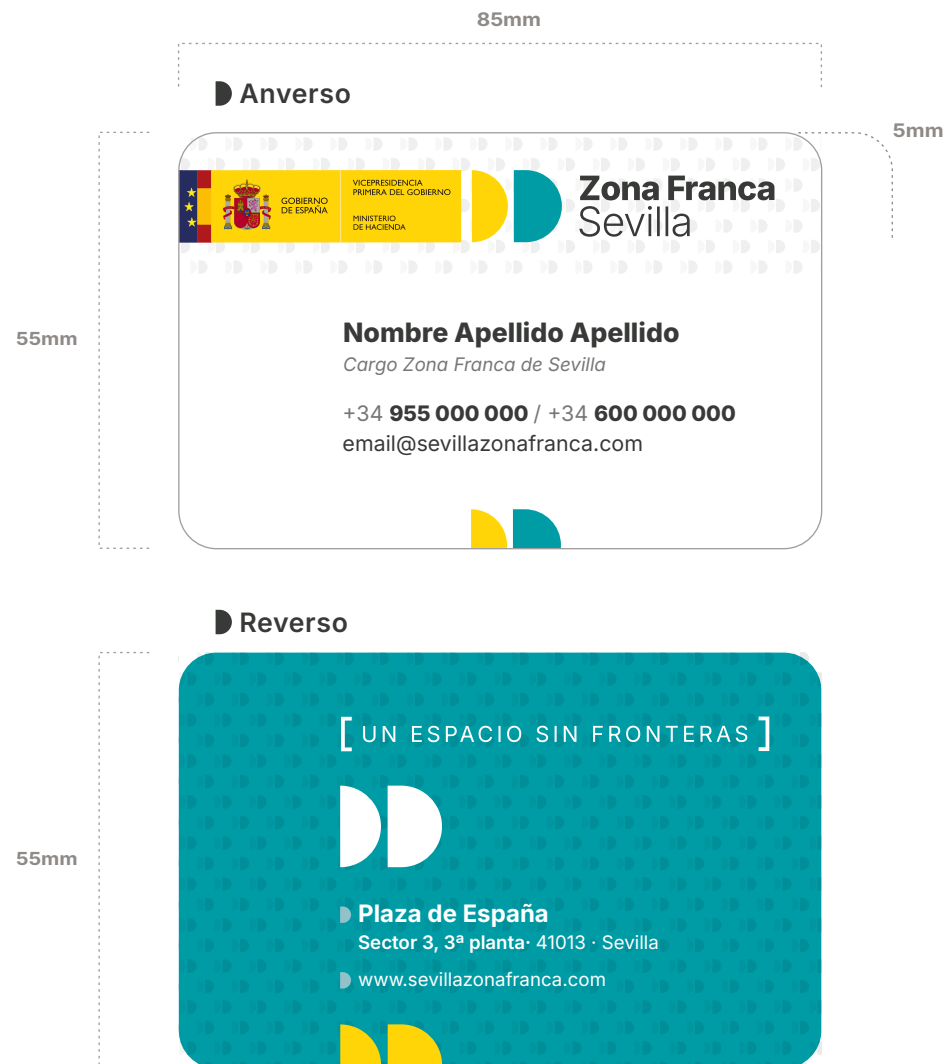 85mm
Anverso
5mm
GOBIERNO
DE ESPAÑA
VICEPRESIDENCIA
PRIMERA DEL GOBIERNO
MINISTERIO
DE HACIENDA
Zona Franca
Sevilla
55mm
Nombre Apellido Apellido
Cargo Zona Franca de Sevilla
+34 955 000 000 / +34 600 000 000
email@sevillazonafranca.com
Reverso
[UN ESPACIO SIN FRONTERAS]
55mm
Plaza de España
Sector 3, 3ª planta· 41013 · Sevilla
www.sevillazonafranca.com